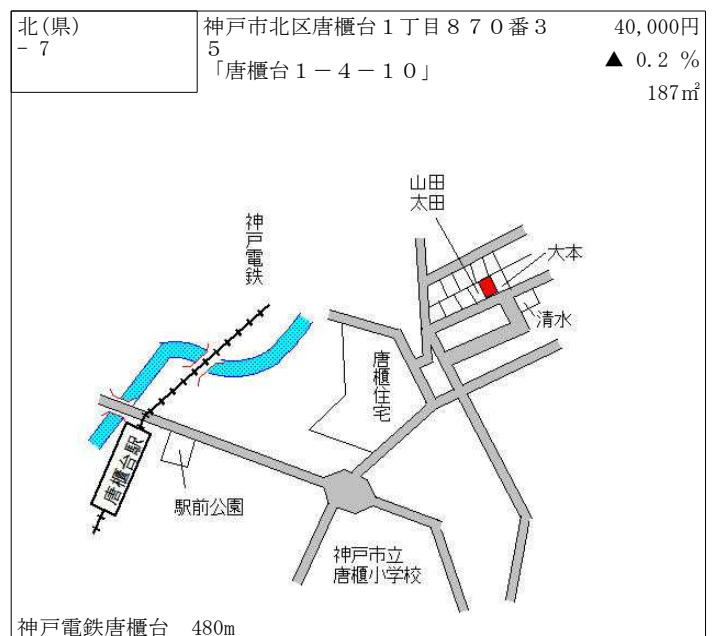 北(県)
- 7
神戸市北区唐櫃台１丁目８７０番３
５
「唐櫃台１－４－１０」
40,000円
▲ 0.2 %
187㎡
山田
太田
神戸電鉄
大本
清水
唐櫃住宅
唐櫃台駅
駅前公園
神戸市立
唐櫃小学校
神戸電鉄唐櫃台　480m